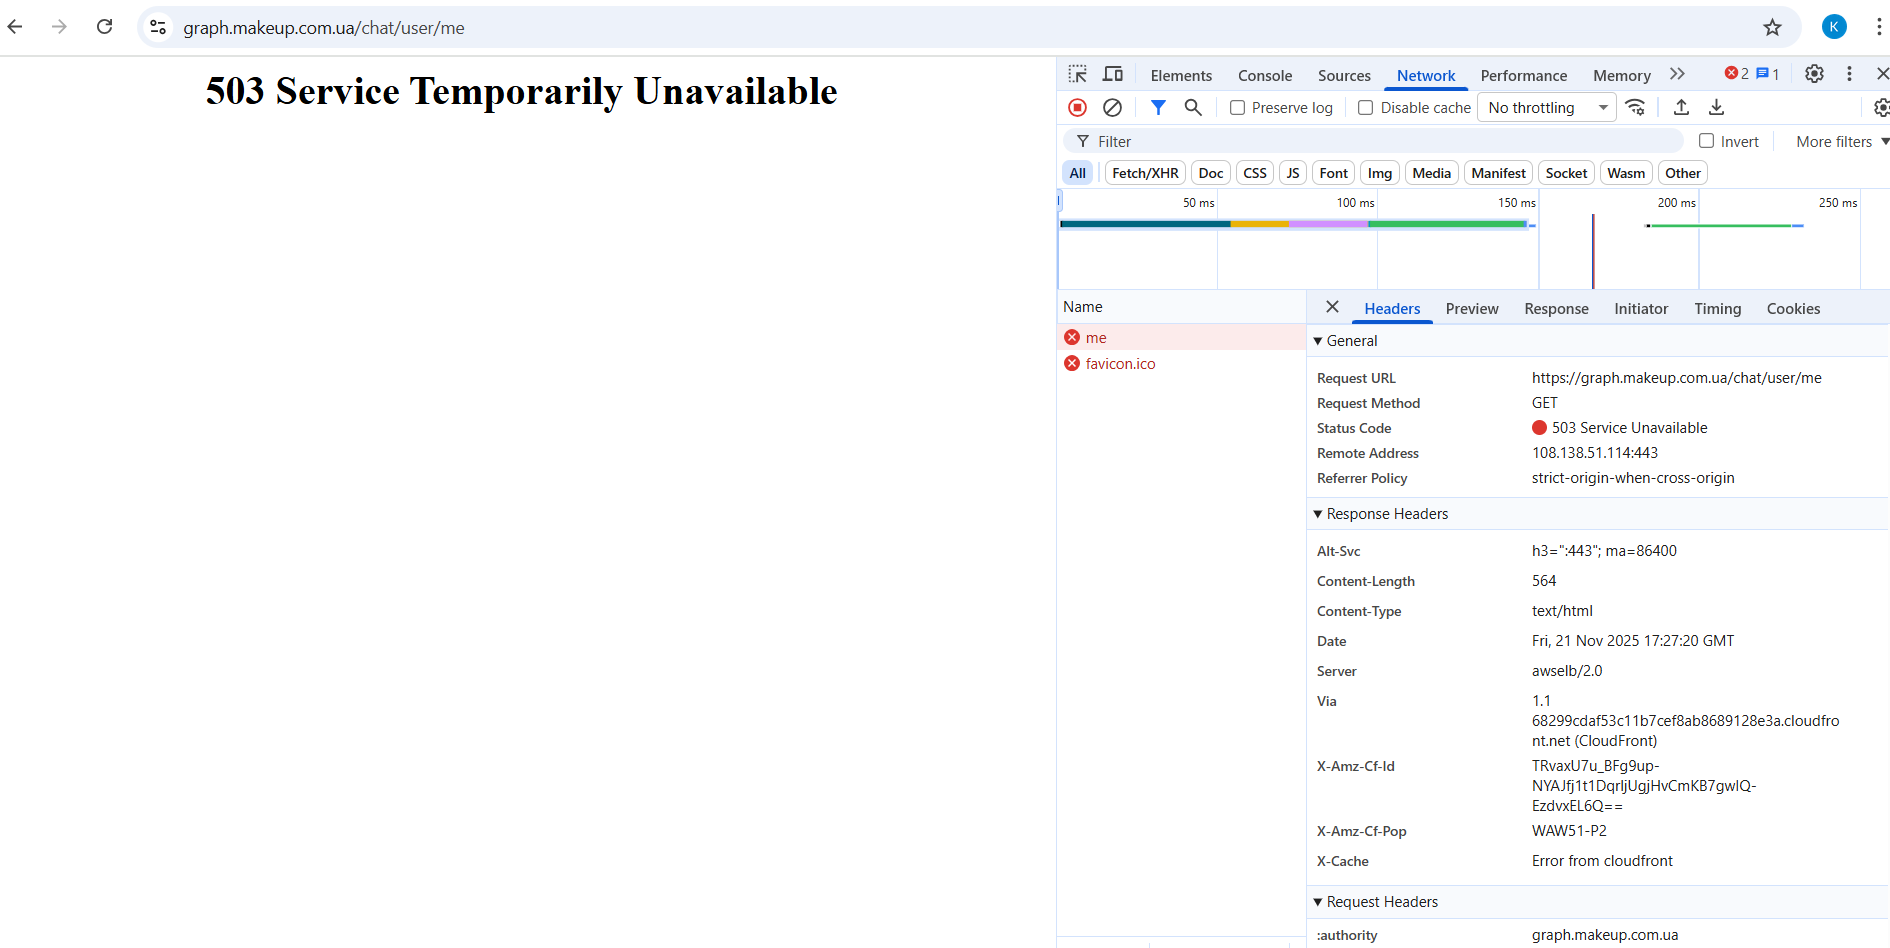 graph.makeup.com.ua/chat/user/me
K
503 Service Temporarily Unavailable
Elements Console Sources Network Performance Memory 2 1
Preserve log Disable cache No throttling
Filter Invert More filters
All Fetch/XHR Doc CSS JS Font Img Media Manifest Socket Wasm Other
50 ms 100 ms 150 ms 200 ms 250 ms
Name
me
favicon.ico
Headers Preview Response Initiator Timing Cookies
General
Request URL https://graph.makeup.com.ua/chat/user/me
Request Method GET
Status Code 503 Service Unavailable
Remote Address 108.138.51.114:443
Referrer Policy strict-origin-when-cross-origin
Response Headers
Alt-Svc h3=":443"; ma=86400
Content-Length 564
Content-Type text/html
Date Fri, 21 Nov 2025 17:27:20 GMT
Server awselb/2.0
Via 1.1
68299cdaf53c11b7cef8ab8689128e3a.cloudfro
nt.net (CloudFront)
X-Amz-Cf-Id TRvaxU7u_BFg9up-
NYAJfj1t1DqrIjUgjHvCmKB7gwIQ-
EzdvxEL6Q==
X-Amz-Cf-Pop WAW51-P2
X-Cache Error from cloudfront
Request Headers
:authority graph.makeup.com.ua